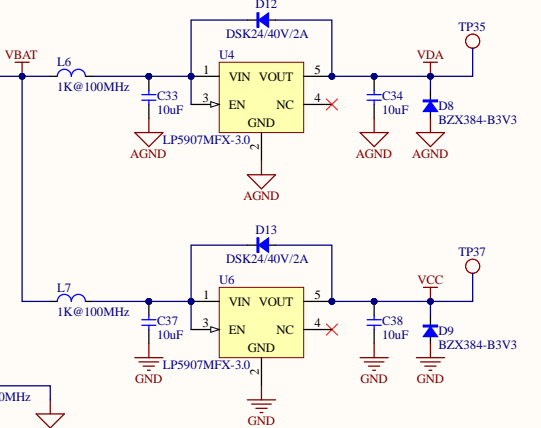 D12
DSK24/40V/2A
TP35
VBAT
L6
1K@100MHz
U4
1 VIN VOUT 5
3 EN NC 4
GND
2
LP5907MFX-3.0
C33
10uF
AGND
AGND
C34
10uF
AGND
VDA
D8
BZX384-B3V3
AGND
D13
DSK24/40V/2A
TP37
L7
1K@100MHz
U6
1 VIN VOUT 5
3 EN NC 4
GND
2
LP5907MFX-3.0
C37
10uF
GND
GND
C38
10uF
GND
VCC
D9
BZX384-B3V3
GND
0MHz